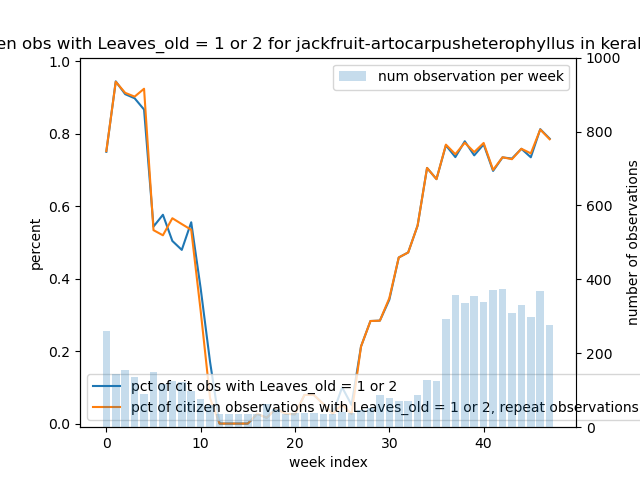 en obs with Leaves_old = 1 or 2 for jackfruit-artocarpusheterophyllus in keral
num observation per week
1.0
0.8
0.6
0.4
0.2
0.0
percent
1000
800
600
400
200
0
number of observations
pct of cit obs with Leaves_old = 1 or 2
pct of citizen observations with Leaves_old = 1 or 2, repeat observations
0
10
20
30
40
week index